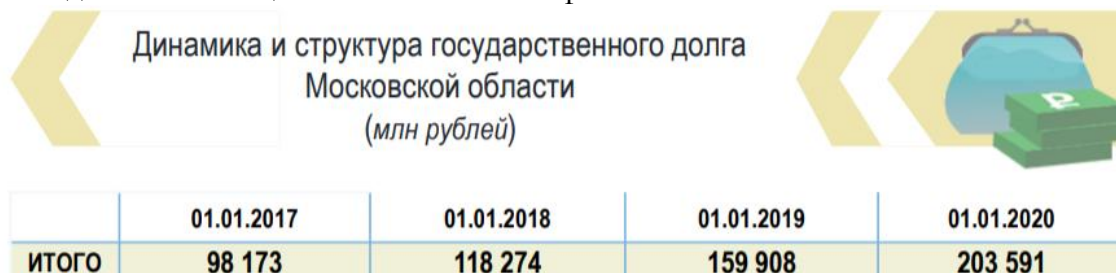 Динамика и структура государственного долга
Московской области
(млн рублей)
01.01.2017 01.01.2018 01.01.2019 01.01.2020
ИТОГО 98 173 118 274 159 908 203 591